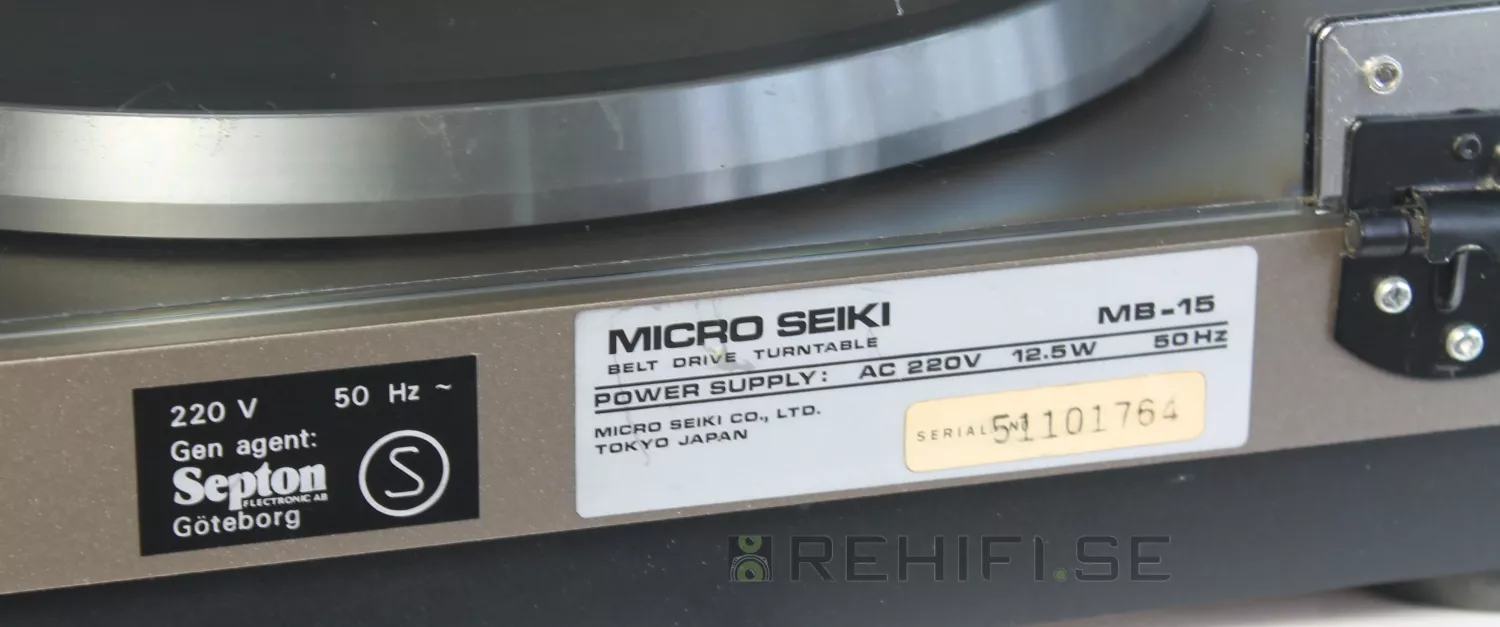 220 V 50 Hz ~
Gen agent:
Septon
ELECTRONIC AB
Göteborg
S
MICRO SEIKI MB-15
BELT DRIVE TURNTABLE
POWER SUPPLY: AC 220V 12.5W 50Hz
MICRO SEIKI CO., LTD.
TOKYO JAPAN
SERIAL NO 51101764
REHIFI.SE